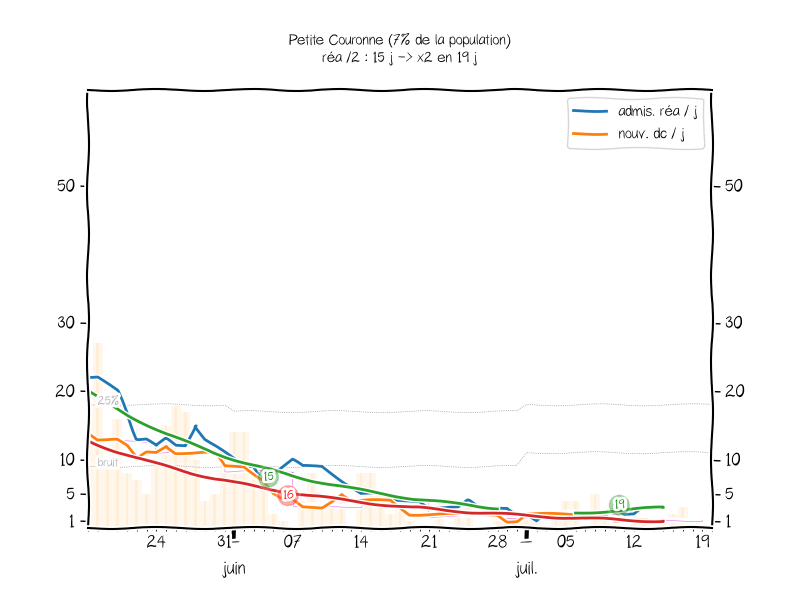 Petite Couronne (7% de la population)
réa /2 : 15 j -> x2 en 19 j
admis. réa / j
nouv. dc / j
50 50
30 30
20 20
25%
10 10
bruit
15
16
19
5 5
1 1
24 31 07 14 21 28 05 12 19
juin juil.